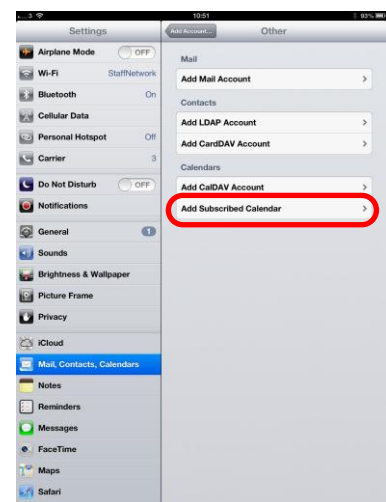 3 10:51 93%
Settings
Airplane Mode OFF
Wi-Fi StaffNetwork
Bluetooth On
Cellular Data
Personal Hotspot Off
Carrier 3
Do Not Disturb OFF
Notifications
General 1
Sounds
Brightness & Wallpaper
Picture Frame
Privacy
iCloud
Mail, Contacts, Calendars
Notes
Reminders
Messages
FaceTime
Maps
Safari
Add Account... Other
Mail
Add Mail Account
Contacts
Add LDAP Account
Add CardDAV Account
Calendars
Add CalDAV Account
Add Subscribed Calendar